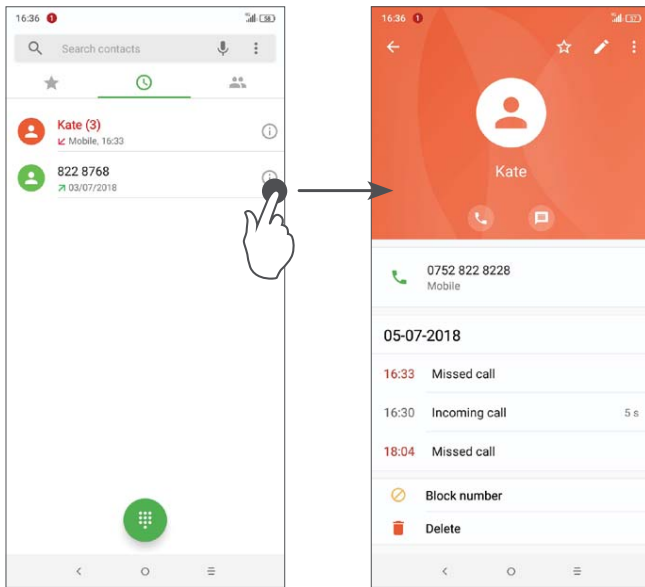 16:36
Search contacts
Kate (3)
Mobile, 16:33
822 8768
03/07/2018
16:36
Kate
0752 822 8228
Mobile
05-07-2018
16:33 Missed call
16:30 Incoming call 5 s
18:04 Missed call
Block number
Delete